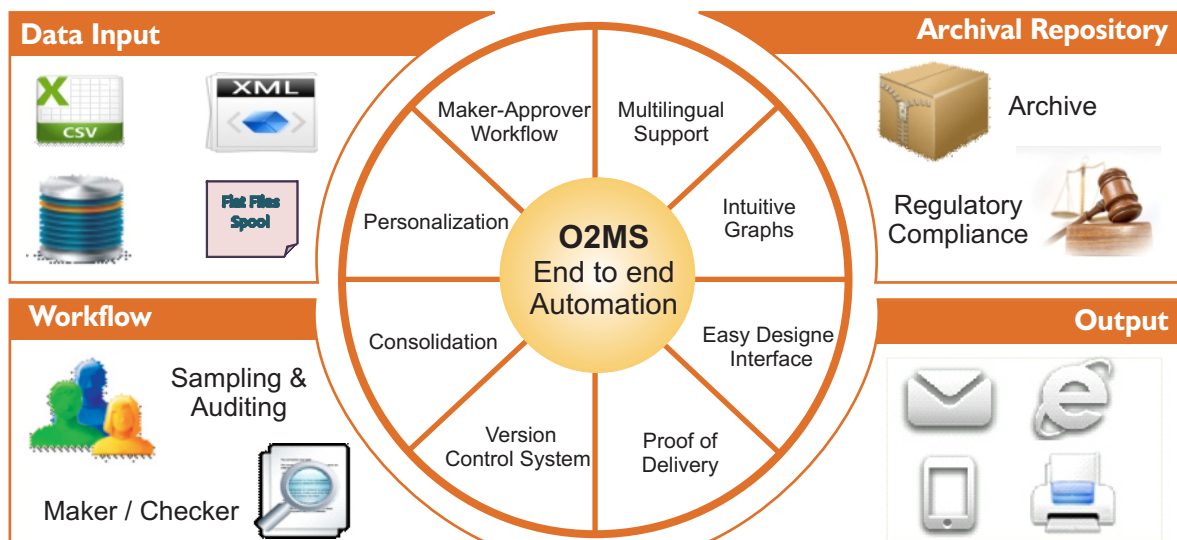 Data Input
CSV
XML
Flat Files
Spool
Archival Repository
Archive
Regulatory
Compliance
Maker-Approver
Workflow
Multilingual
Support
Personalization
Intuitive
Graphs
O2MS
End to end
Automation
Consolidation
Easy Designe
Interface
Version
Control System
Proof of
Delivery
Workflow
Sampling &
Auditing
Maker / Checker
Output